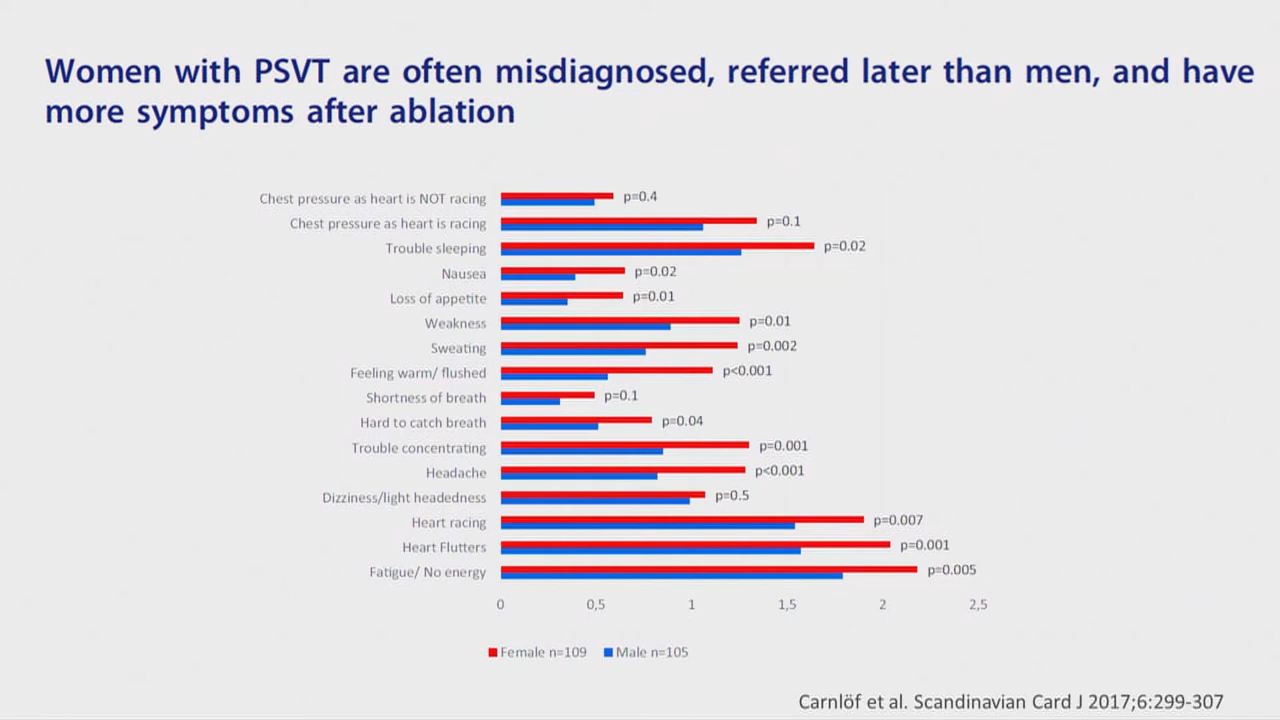 Women with PSVT are often misdiagnosed, referred later than men, and have
more symptoms after ablation
Chest pressure as heart is NOT racing p=0.4
Chest pressure as heart is racing p=0.1
Trouble sleeping p=0.02
Nausea p=0.02
Loss of appetite p=0.01
Weakness p=0.01
Sweating p=0.002
Feeling warm/ flushed p<0.001
Shortness of breath p=0.1
Hard to catch breath p=0.04
Trouble concentrating p=0.001
Headache p<0.001
Dizziness/light headedness p=0.5
Heart racing p=0.007
Heart Flutters p=0.001
Fatigue/ No energy p=0.005
0 0,5 1 1,5 2 2,5
Female n=109 Male n=105
Carnlöf et al. Scandinavian Card J 2017;6:299-307